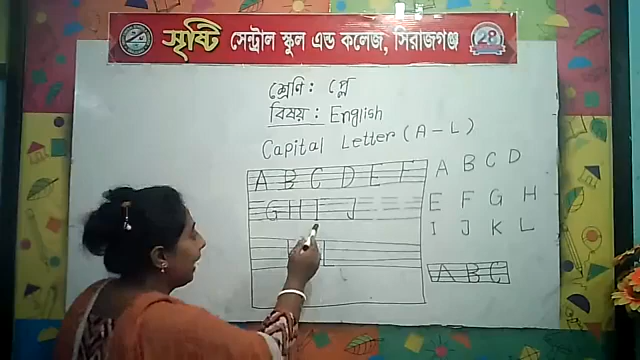 সৃষ্টি সেন্ট্রাল স্কুল এন্ড কলেজ, সিরাজগঞ্জ
শ্রেণি : প্লে
বিষয় : English
Capital Letter (A-L)
A B C D E F
G H I J
A B C D
E F G H
I J K L
A B C